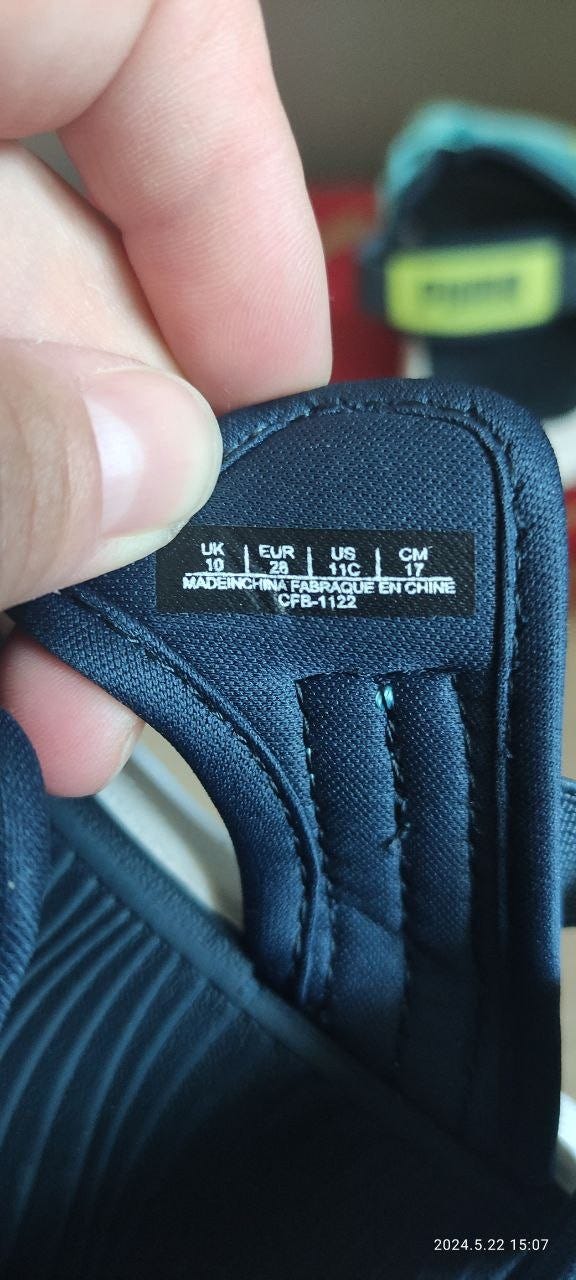 PUMA
UK | EUR | US | CM
10 | 28 | 11C | 17
MADEINCHINA FABRAQUE EN CHINE
CFB-1122
2024.5.22 15:07